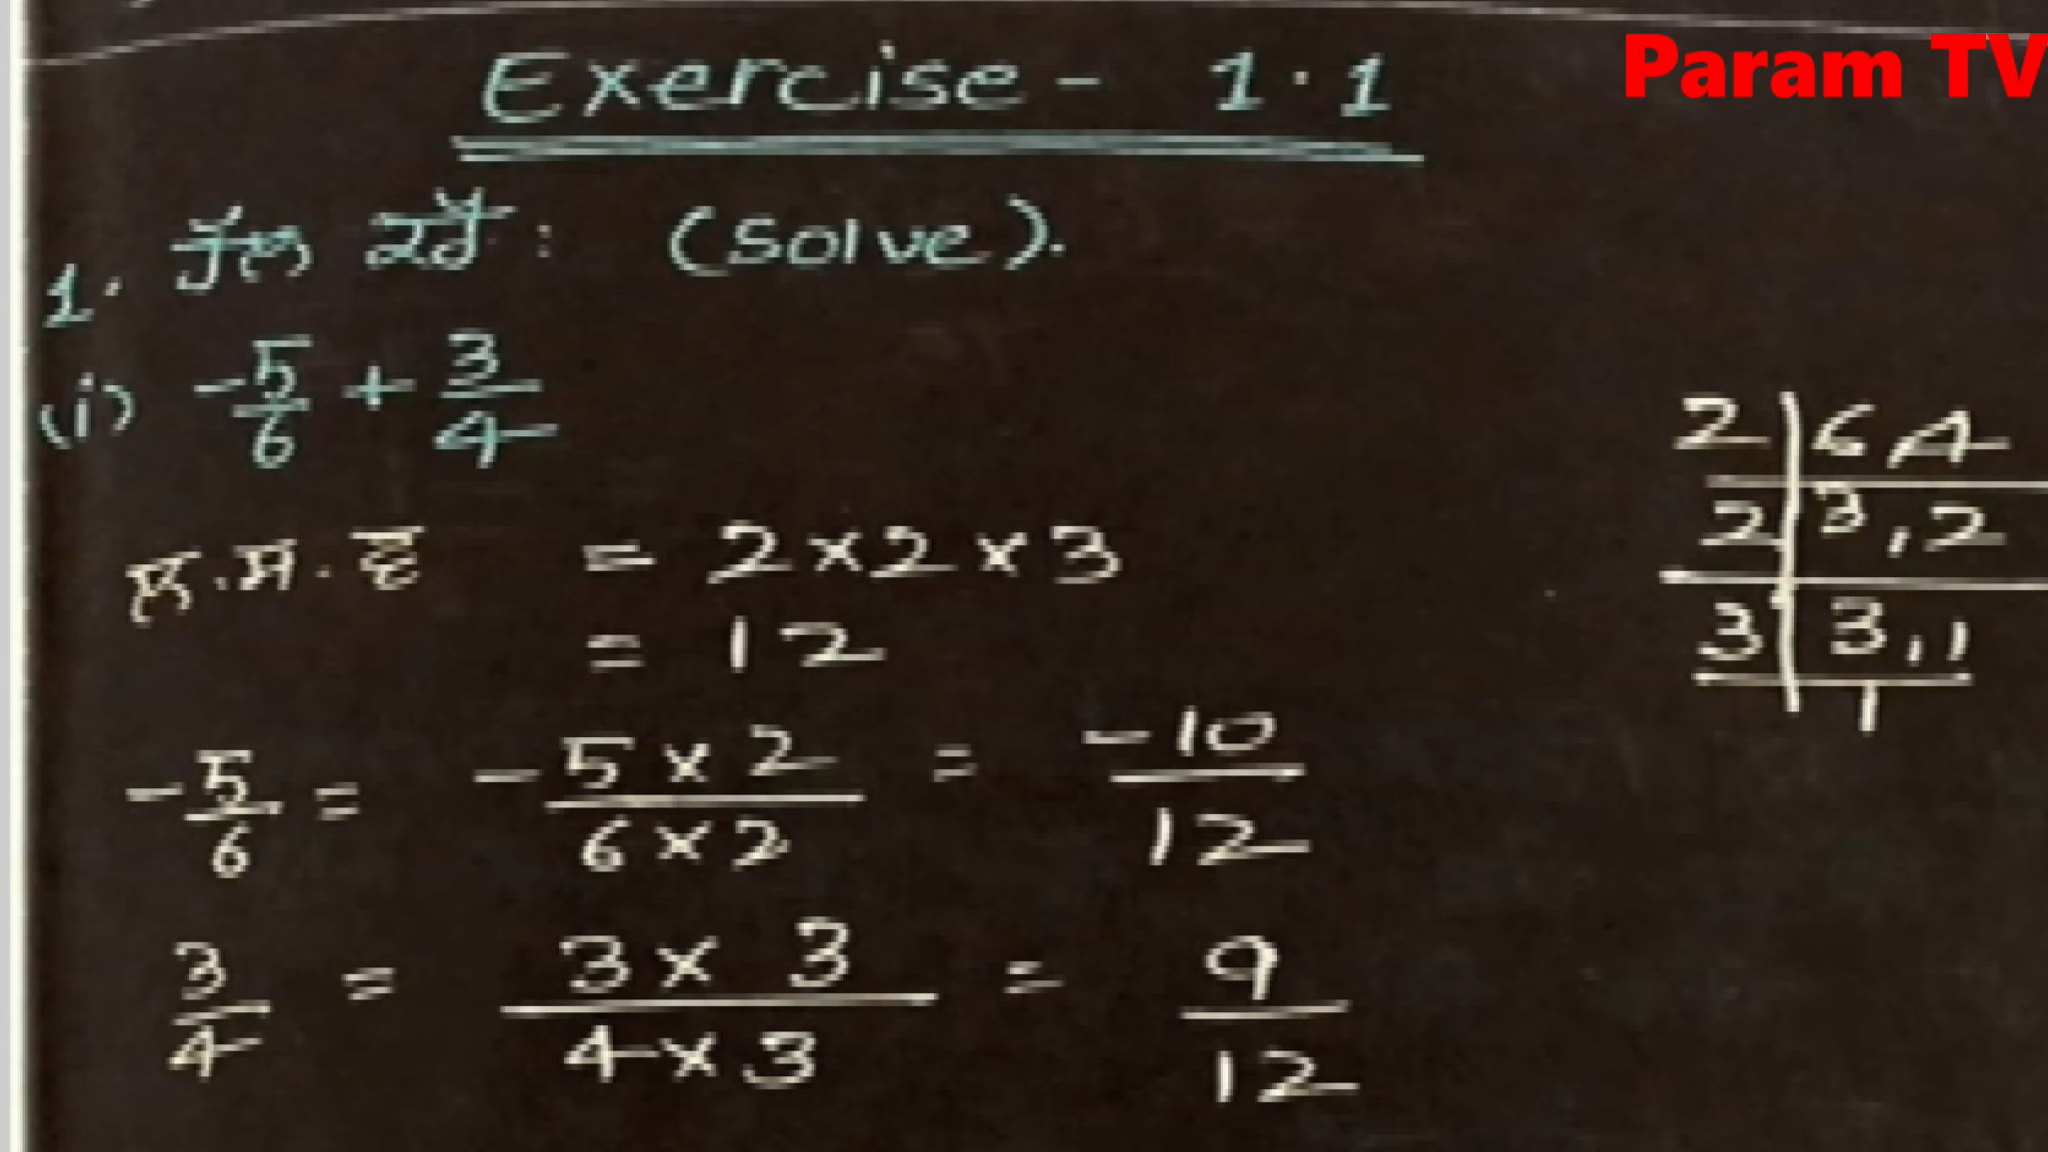 Exercise - 1.1
Param TV
1. ਹੱਲ ਕਰੋ: (Solve).
(i) -5/6 + 3/4
ਲ.ਸ.ਵ = 2×2×3
= 12
2 | 6,4
2 | 3,2
3 | 3,1
1
-5/6 = -5×2/6×2 = -10/12
3/4 = 3×3/4×3 = 9/12